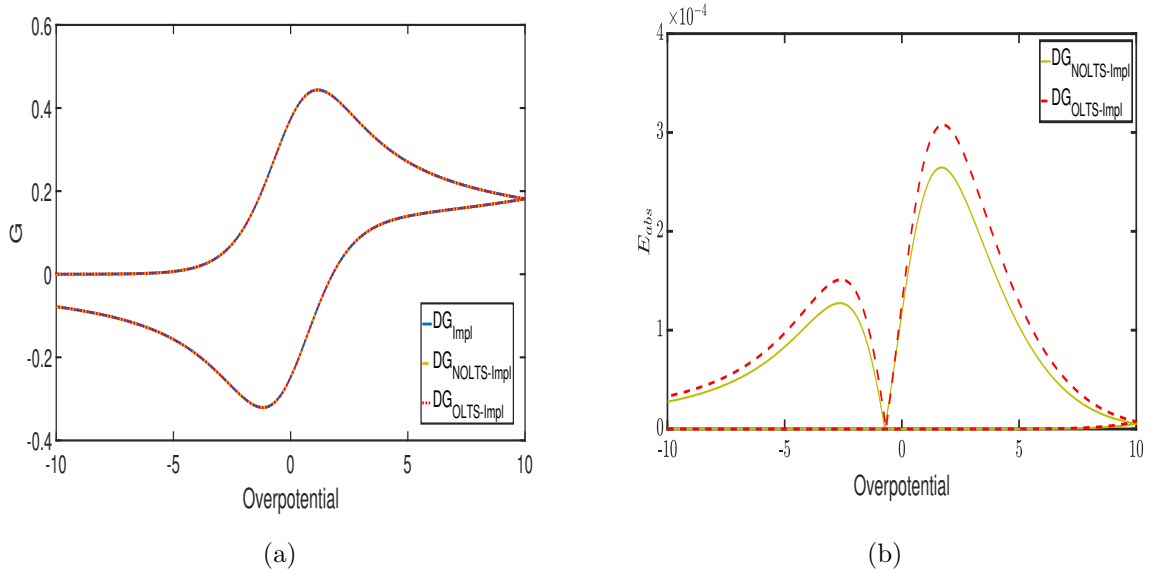 0.6
0.4
0.2
0
-0.2
-0.4
G
-10 -5 0 5 10
Overpotential
DG_Impl
DG_NOLTS-Impl
DG_OLTS-Impl
(a)
×10^-4
4
3
2
1
0
E_abs
-10 -5 0 5 10
Overpotential
DG_NOLTS-Impl
DG_OLTS-Impl
(b)